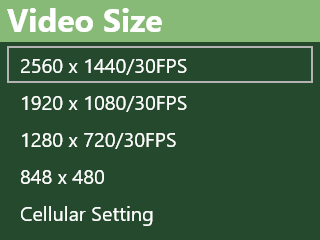 Video Size
2560 x 1440/30FPS
1920 x 1080/30FPS
1280 x 720/30FPS
848 x 480
Cellular Setting